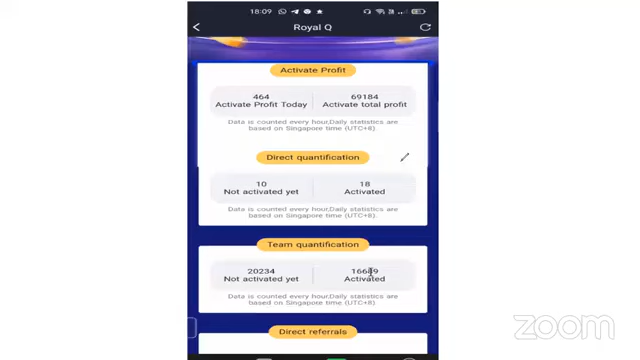 18:09
Royal Q
Activate Profit
464
Activate Profit Today
69184
Activate total profit
Data is counted every hour,Daily statistics are
based on Singapore time (UTC+8)
Direct quantification
10
Not activated yet
18
Activated
Data is counted every hour,Daily statistics are
based on Singapore time (UTC+8).
Team quantification
20234
Not activated yet
Activated
Data is counted every hour,Daily statistics are
based on Singapore time (UTC+8)
Direct referrals
zoom